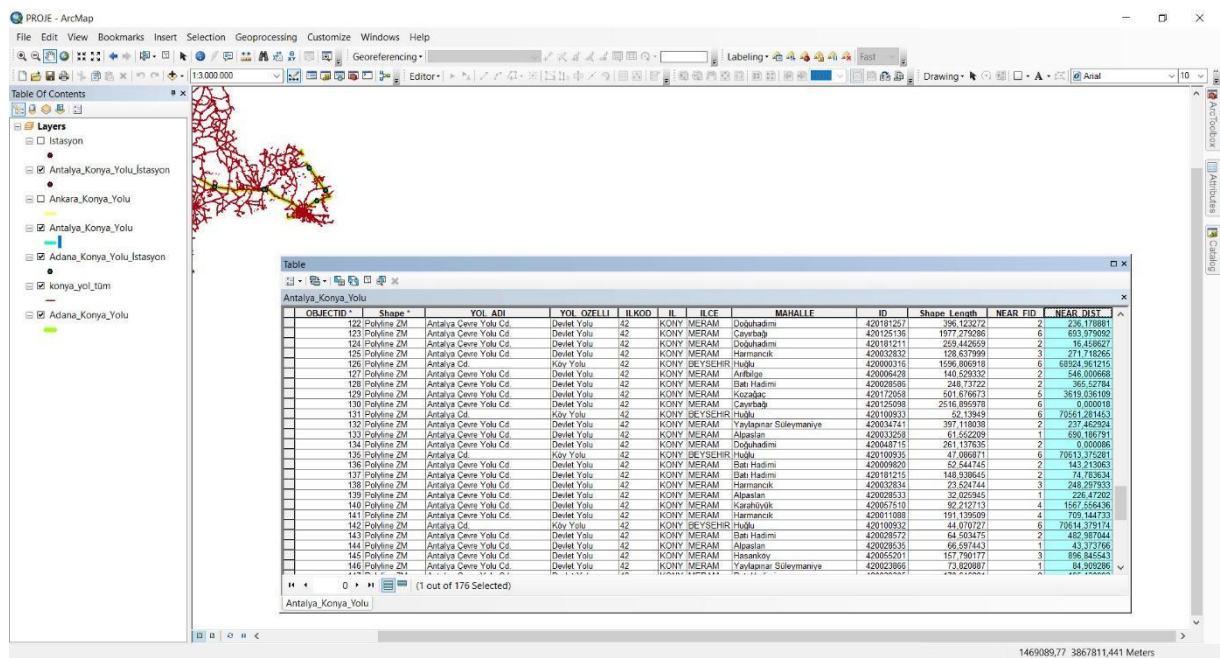 PROJE - ArcMap
File Edit View Bookmarks Insert Selection Geoprocessing Customize Windows Help
Georeferencing Labeling Fast
1:3.000.000 Editor Drawing Arial 10
Table Of Contents
Layers
Istasyon
Antalya_Konya_Yolu_İstasyon
Ankara_Konya_Yolu
Antalya_Konya_Yolu
Adana_Konya_Yolu_İstasyon
konya_yol_tüm
Adana_Konya_Yolu
ArcToolbox
Attributes
Catalog
Table
Antalya_Konya_Yolu
OBJECTID * Shape * YOL_ADI YOL_OZELLI ILKOD IL ILCE MAHALLE ID Shape_Length NEAR_FID NEAR_DIST
122 Polyline ZM Antalya Çevre Yolu Cd. Devlet Yolu 42 KONY MERAM Doğuhadimi 420181257 396,123272 2 236,178881
123 Polyline ZM Antalya Çevre Yolu Cd. Devlet Yolu 42 KONY MERAM Çayırbağı 420125136 1977,279286 6 693,979092
124 Polyline ZM Antalya Çevre Yolu Cd. Devlet Yolu 42 KONY MERAM Doğuhadimi 420181211 259,442659 2 16,458627
125 Polyline ZM Antalya Çevre Yolu Cd. Devlet Yolu 42 KONY MERAM Harmancık 420032832 128,637999 3 271,718265
126 Polyline ZM Antalya Cd. Köy Yolu 42 KONY BEYSEHIR Huğlu 420000316 1596,806918 6 68924,961215
127 Polyline ZM Antalya Çevre Yolu Cd. Devlet Yolu 42 KONY MERAM Arifbilge 420006428 140,529332 2 546,000668
128 Polyline ZM Antalya Çevre Yolu Cd. Devlet Yolu 42 KONY MERAM Batı Hadimi 420028586 248,73722 2 365,52784
129 Polyline ZM Antalya Çevre Yolu Cd. Devlet Yolu 42 KONY MERAM Kozağaç 420172058 501,676673 5 3619,036109
130 Polyline ZM Antalya Çevre Yolu Cd. Devlet Yolu 42 KONY MERAM Çayırbağı 420125098 2516,895978 6 0,000018
131 Polyline ZM Antalya Cd. Köy Yolu 42 KONY BEYSEHIR Huğlu 420100933 52,13949 6 70561,281453
132 Polyline ZM Antalya Çevre Yolu Cd. Devlet Yolu 42 KONY MERAM Yaylapınar Süleymaniye 420034741 397,118038 2 237,462924
133 Polyline ZM Antalya Çevre Yolu Cd. Devlet Yolu 42 KONY MERAM Alpaslan 420033258 61,552209 1 690,186791
134 Polyline ZM Antalya Çevre Yolu Cd. Devlet Yolu 42 KONY MERAM Doğuhadimi 420048715 261,137635 2 0,000086
135 Polyline ZM Antalya Cd. Köy Yolu 42 KONY BEYSEHIR Huğlu 420100935 47,086871 6 70613,375281
136 Polyline ZM Antalya Çevre Yolu Cd. Devlet Yolu 42 KONY MERAM Batı Hadimi 420009820 52,544745 2 143,213063
137 Polyline ZM Antalya Çevre Yolu Cd. Devlet Yolu 42 KONY MERAM Batı Hadimi 420181215 148,938645 2 74,783634
138 Polyline ZM Antalya Çevre Yolu Cd. Devlet Yolu 42 KONY MERAM Harmancık 420032834 23,524744 3 248,297933
139 Polyline ZM Antalya Çevre Yolu Cd. Devlet Yolu 42 KONY MERAM Alpaslan 420028533 32,025945 1 226,47202
140 Polyline ZM Antalya Çevre Yolu Cd. Devlet Yolu 42 KONY MERAM Karahüyük 420057510 92,212713 4 1567,556436
141 Polyline ZM Antalya Çevre Yolu Cd. Devlet Yolu 42 KONY MERAM Harmancık 420011088 191,139509 4 709,144733
142 Polyline ZM Antalya Cd. Köy Yolu 42 KONY BEYSEHIR Huğlu 420100932 44,070727 6 70614,379174
143 Polyline ZM Antalya Çevre Yolu Cd. Devlet Yolu 42 KONY MERAM Batı Hadimi 420028572 64,503475 2 482,987044
144 Polyline ZM Antalya Çevre Yolu Cd. Devlet Yolu 42 KONY MERAM Alpaslan 420028535 66,597443 1 43,373766
145 Polyline ZM Antalya Çevre Yolu Cd. Devlet Yolu 42 KONY MERAM Hasanköy 420055201 157,790177 3 896,845543
146 Polyline ZM Antalya Çevre Yolu Cd. Devlet Yolu 42 KONY MERAM Yaylapınar Süleymaniye 420023866 73,820887 1 84,909286
0 (1 out of 176 Selected)
Antalya_Konya_Yolu
1469089,77 3867811,441 Meters